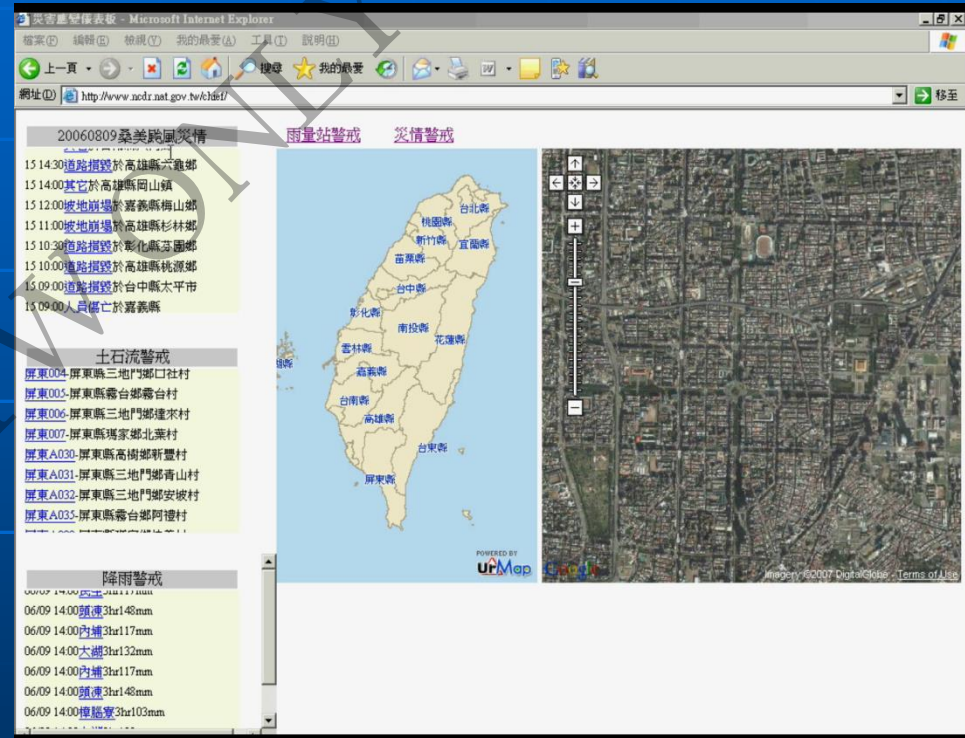 災害應變儀表板 - Microsoft Internet Explorer
檔案(F) 編輯(E) 檢視(V) 我的最愛(A) 工具(T) 說明(H)
上一頁 搜尋 我的最愛
網址(D) http://www.ncdr.nat.gov.tw/chief/ 移至
20060809桑美颱風災情
15 14:30道路損毀於高雄縣六龜鄉
15 14:00其它於高雄縣岡山鎮
15 12:00坡地崩塌於嘉義縣梅山鄉
15 11:00坡地崩塌於高雄縣杉林鄉
15 10:30道路損毀於彰化縣芬園鄉
15 10:00道路損毀於高雄縣桃源鄉
15 09:00道路損毀於台中縣太平市
15 09:00人員傷亡於嘉義縣
土石流警戒
屏東004-屏東縣三地門鄉口社村
屏東005-屏東縣霧台鄉霧台村
屏東006-屏東縣三地門鄉達來村
屏東007-屏東縣瑪家鄉北葉村
屏東A030-屏東縣高樹鄉新豐村
屏東A031-屏東縣三地門鄉青山村
屏東A032-屏東縣三地門鄉安坡村
屏東A035-屏東縣霧台鄉阿禮村
降雨警戒
06/09 14:00頭凍3hr148mm
06/09 14:00內埔3hr117mm
06/09 14:00大湖3hr132mm
06/09 14:00內埔3hr117mm
06/09 14:00頭凍3hr148mm
06/09 14:00樟腦寮3hr103mm
雨量站警戒 災情警戒
台北縣
桃園縣
新竹縣 宜蘭縣
苗栗縣
台中縣
彰化縣
南投縣
花蓮縣
雲林縣
嘉義縣
台南縣
高雄縣
台東縣
屏東縣
POWERED BY
urMap
Google
Imagery ©2007 DigitalGlobe - Terms of Use